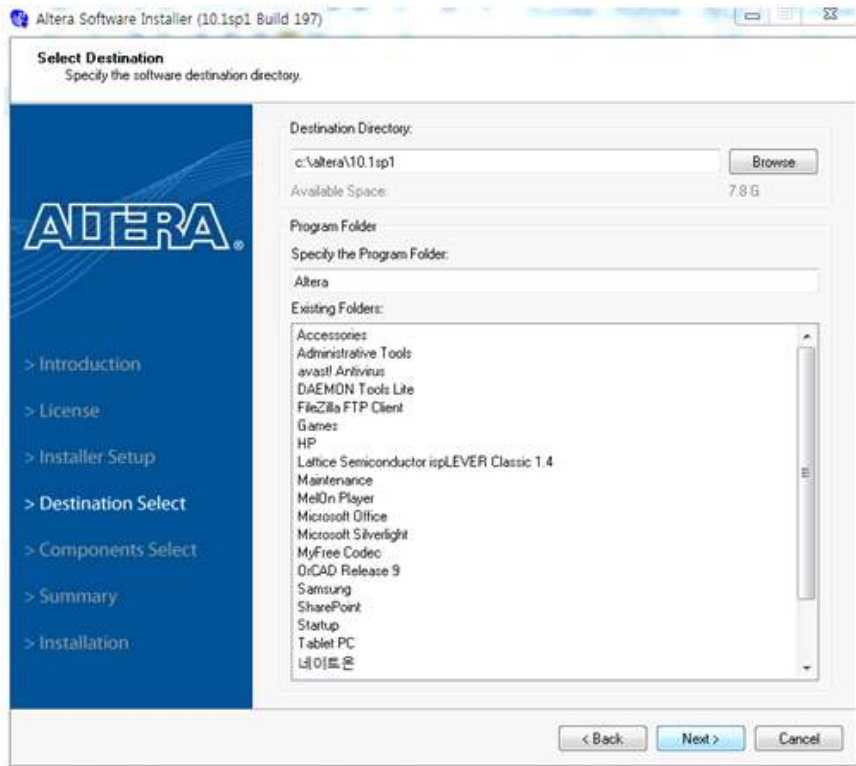 Altera Software Installer (10.1sp1 Build 197)
Select Destination
Specify the software destination directory.
ALTERA®
> Introduction
> License
> Installer Setup
> Destination Select
> Components Select
> Summary
> Installation
Destination Directory:
c:\altera\10.1sp1
Browse
Available Space:
7.8 G
Program Folder
Specify the Program Folder:
Altera
Existing Folders:
Accessories
Administrative Tools
avast! Antivirus
DAEMON Tools Lite
FileZilla FTP Client
Games
HP
Lattice Semiconductor ispLEVER Classic 1.4
Maintenance
MelOn Player
Microsoft Office
Microsoft Silverlight
MyFree Codec
OrCAD Release 9
Samsung
SharePoint
Startup
Tablet PC
네이트온
< Back
Next >
Cancel